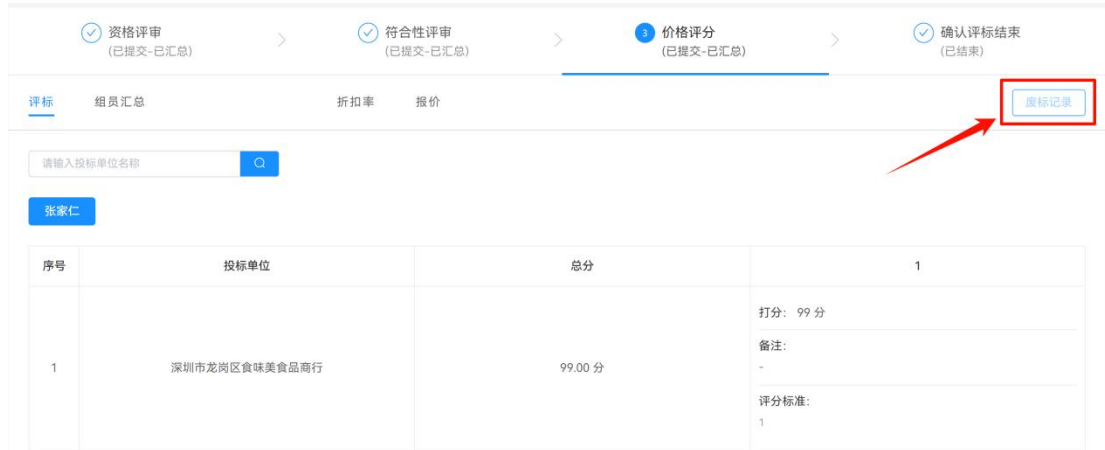 资格评审
(已提交-已汇总)
符合性评审
(已提交-已汇总)
3 价格评分
(已提交-已汇总)
确认评标结束
(已结束)
评标 组员汇总 折扣率 报价 废标记录
请输入投标单位名称
张家仁
序号 投标单位 总分 1
1 深圳市龙岗区食味美食品商行 99.00 分
打分: 99 分
备注:
-
评分标准:
1